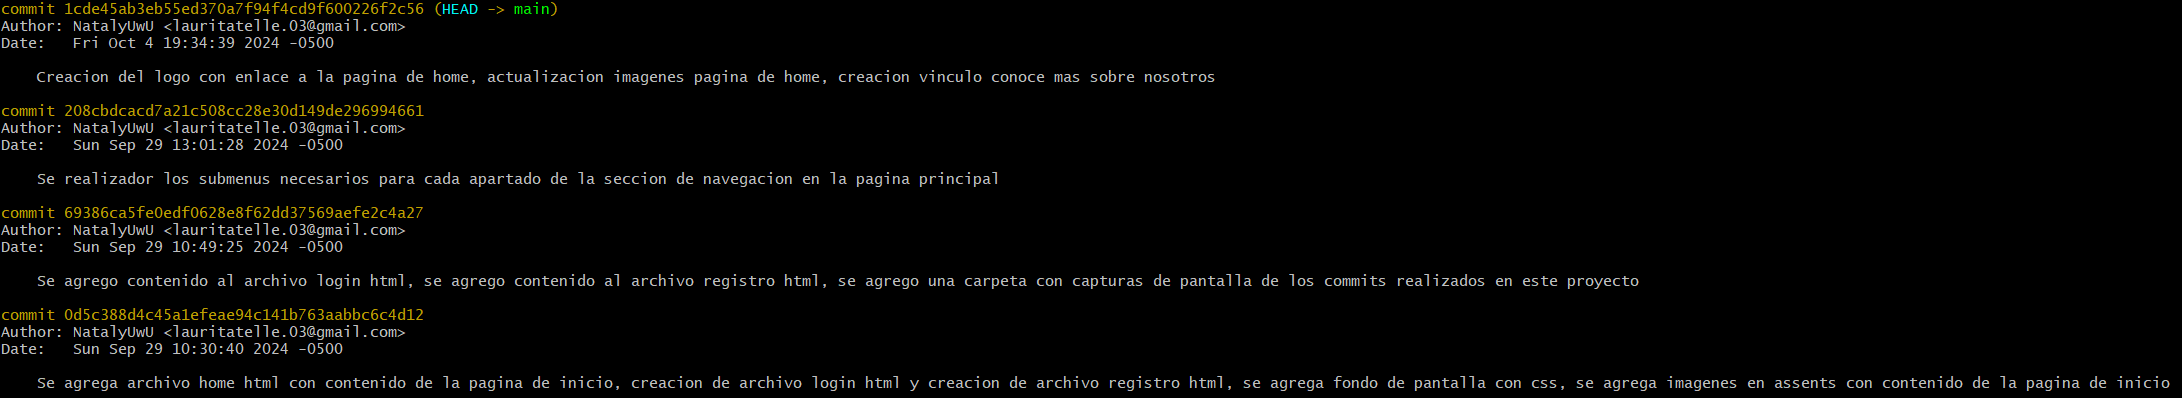 commit 1cde45ab3eb55ed370a7f94f4cd9f600226f2c56 (HEAD -> main)
Author: NatalyUwU <lauritatelle.03@gmail.com>
Date:   Fri Oct 4 19:34:39 2024 -0500
Creacion del logo con enlace a la pagina de home, actualizacion imagenes pagina de home, creacion vinculo conoce mas sobre nosotros
commit 208cbdcacd7a21c508cc28e30d149de296994661
Author: NatalyUwU <lauritatelle.03@gmail.com>
Date:   Sun Sep 29 13:01:28 2024 -0500
Se realizador los submenus necesarios para cada apartado de la seccion de navegacion en la pagina principal
commit 69386ca5fe0edf0628e8f62dd37569aefe2c4a27
Author: NatalyUwU <lauritatelle.03@gmail.com>
Date:   Sun Sep 29 10:49:25 2024 -0500
Se agrego contenido al archivo login html, se agrego contenido al archivo registro html, se agrego una carpeta con capturas de pantalla de los commits realizados en este proyecto
commit 0d5c388d4c45a1efeae94c141b763aabbc6c4d12
Author: NatalyUwU <lauritatelle.03@gmail.com>
Date:   Sun Sep 29 10:30:40 2024 -0500
Se agrega archivo home html con contenido de la pagina de inicio, creacion de archivo login html y creacion de archivo registro html, se agrega fondo de pantalla con css, se agrega imagenes en assents con contenido de la pagina de inicio